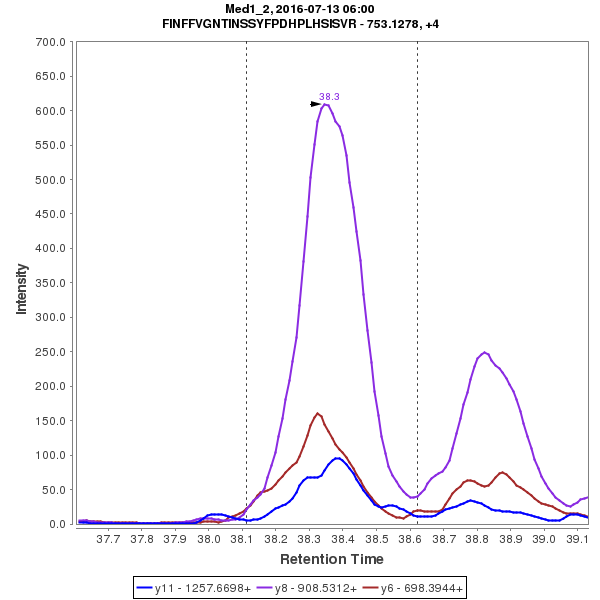 Med1_2, 2016-07-13 06:00
FINFFVGNTINSSYFPDHPLHSISVR - 753.1278, +4
700.0
650.0
600.0
550.0
500.0
450.0
400.0
350.0
300.0
250.0
200.0
150.0
100.0
50.0
0.0
Intensity
38.3
37.7 37.8 37.9 38.0 38.1 38.2 38.3 38.4 38.5 38.6 38.7 38.8 38.9 39.0 39.1
Retention Time
y11 - 1257.6698+ y8 - 908.5312+ y6 - 698.3944+